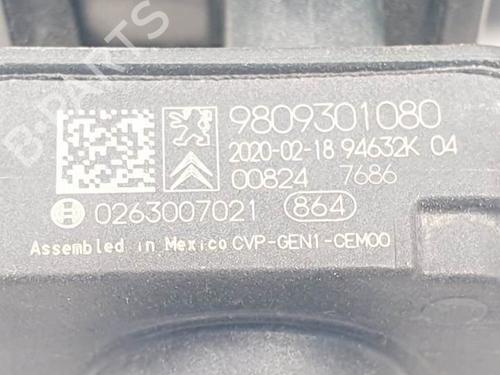 B-PARTS
9809301080
2020-02-18 94632K 04
00824 7686
0263007021 864
Assembled in Mexico CVP-GEN1-CEM00